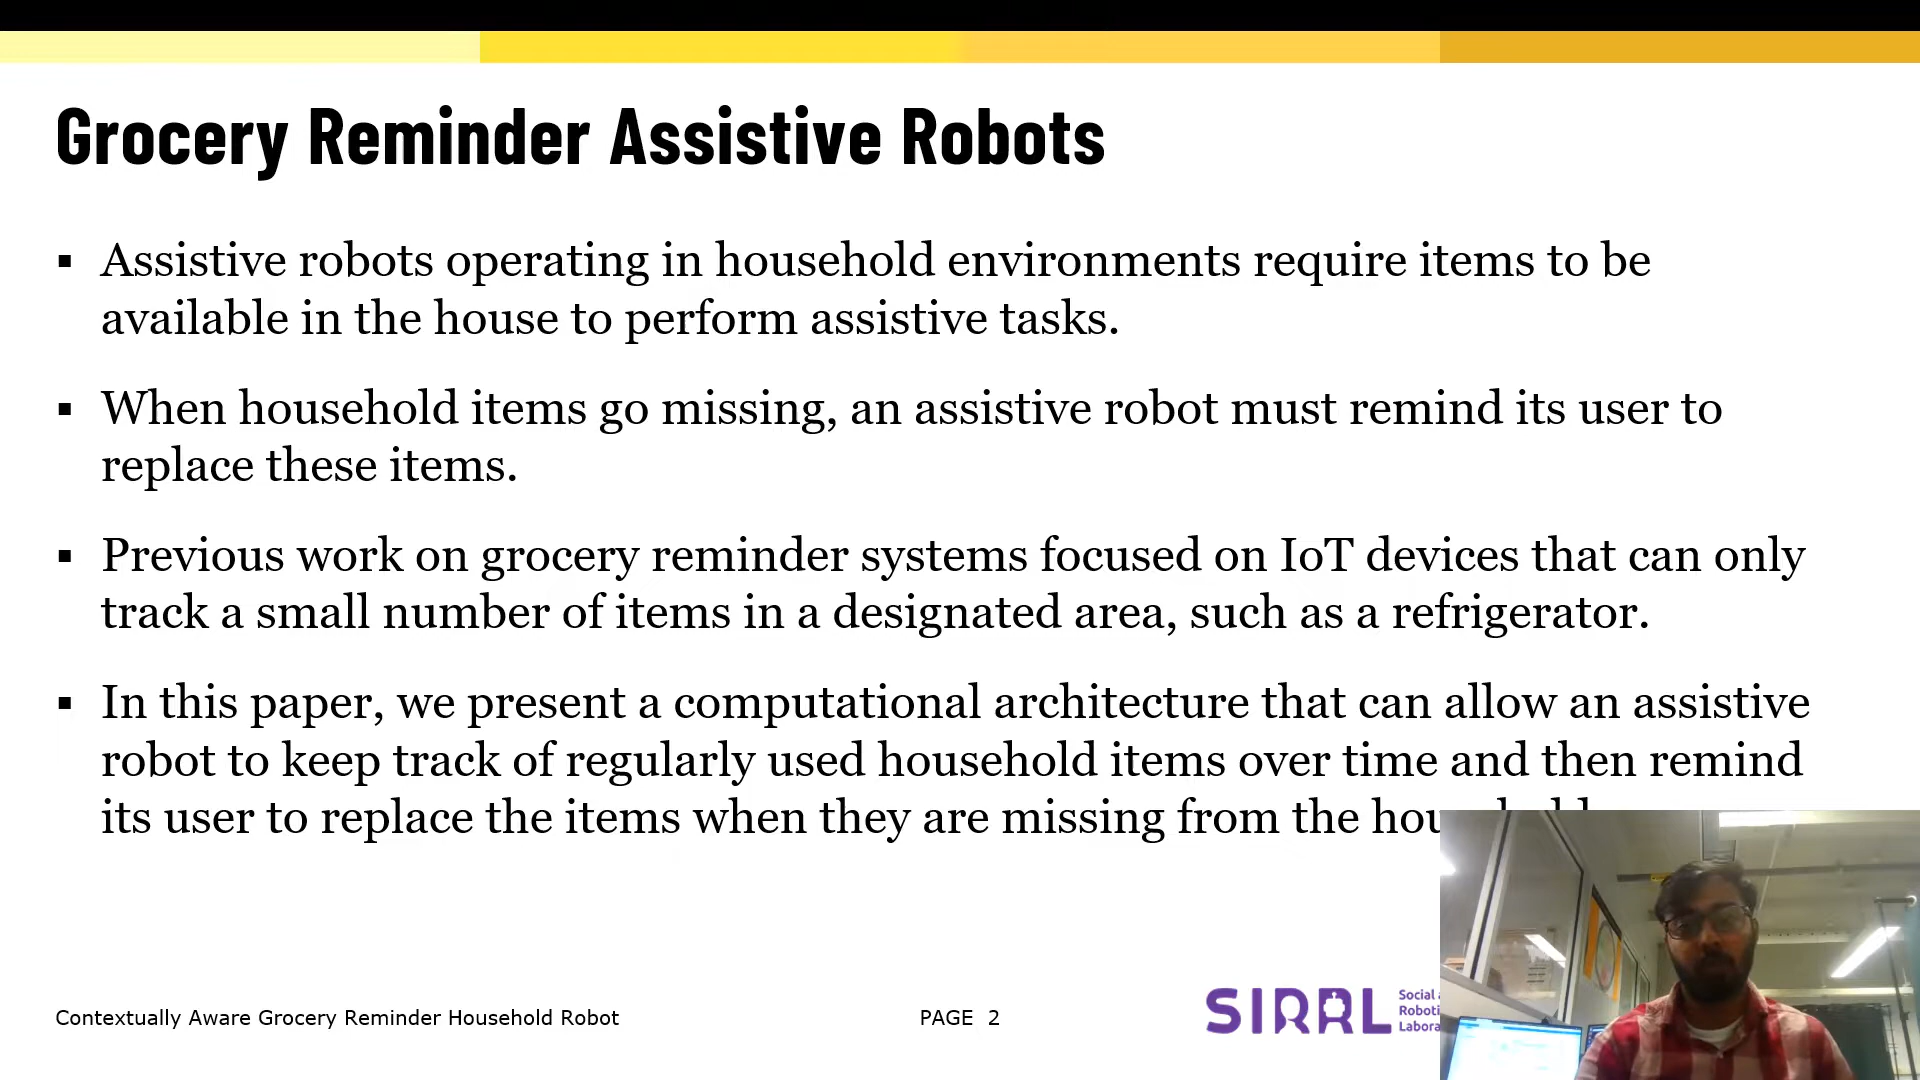 Grocery Reminder Assistive Robots
▪ Assistive robots operating in household environments require items to be
available in the house to perform assistive tasks.
▪ When household items go missing, an assistive robot must remind its user to
replace these items.
▪ Previous work on grocery reminder systems focused on IoT devices that can only
track a small number of items in a designated area, such as a refrigerator.
▪ In this paper, we present a computational architecture that can allow an assistive
robot to keep track of regularly used household items over time and then remind
its user to replace the items when they are missing from the
Contextually Aware Grocery Reminder Household Robot
PAGE 2
SIRRL
Social